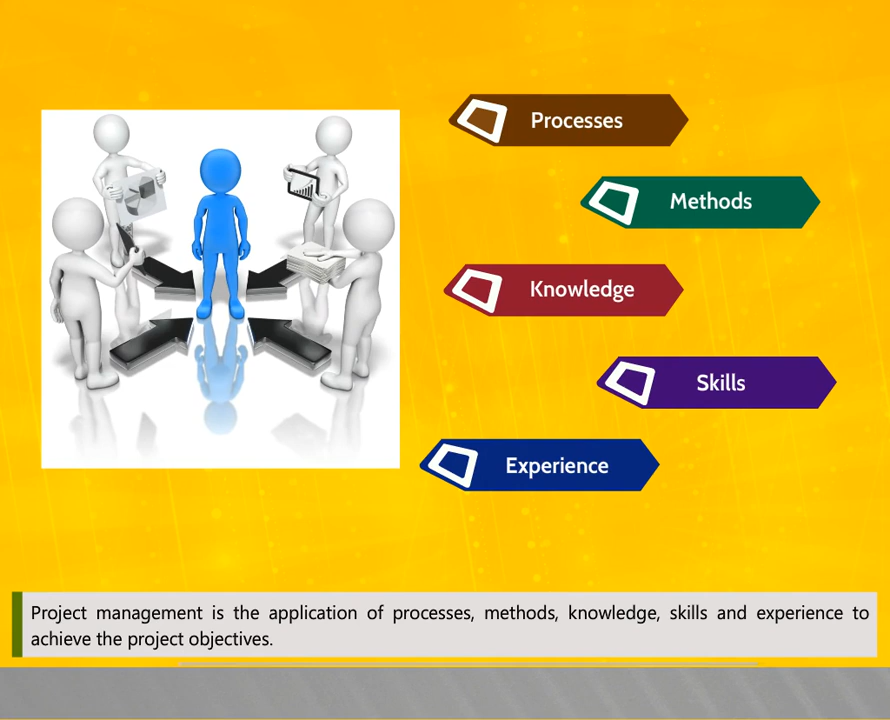 Processes
Methods
Knowledge
Skills
Experience
Project management is the application of processes, methods, knowledge, skills and experience to
achieve the project objectives.